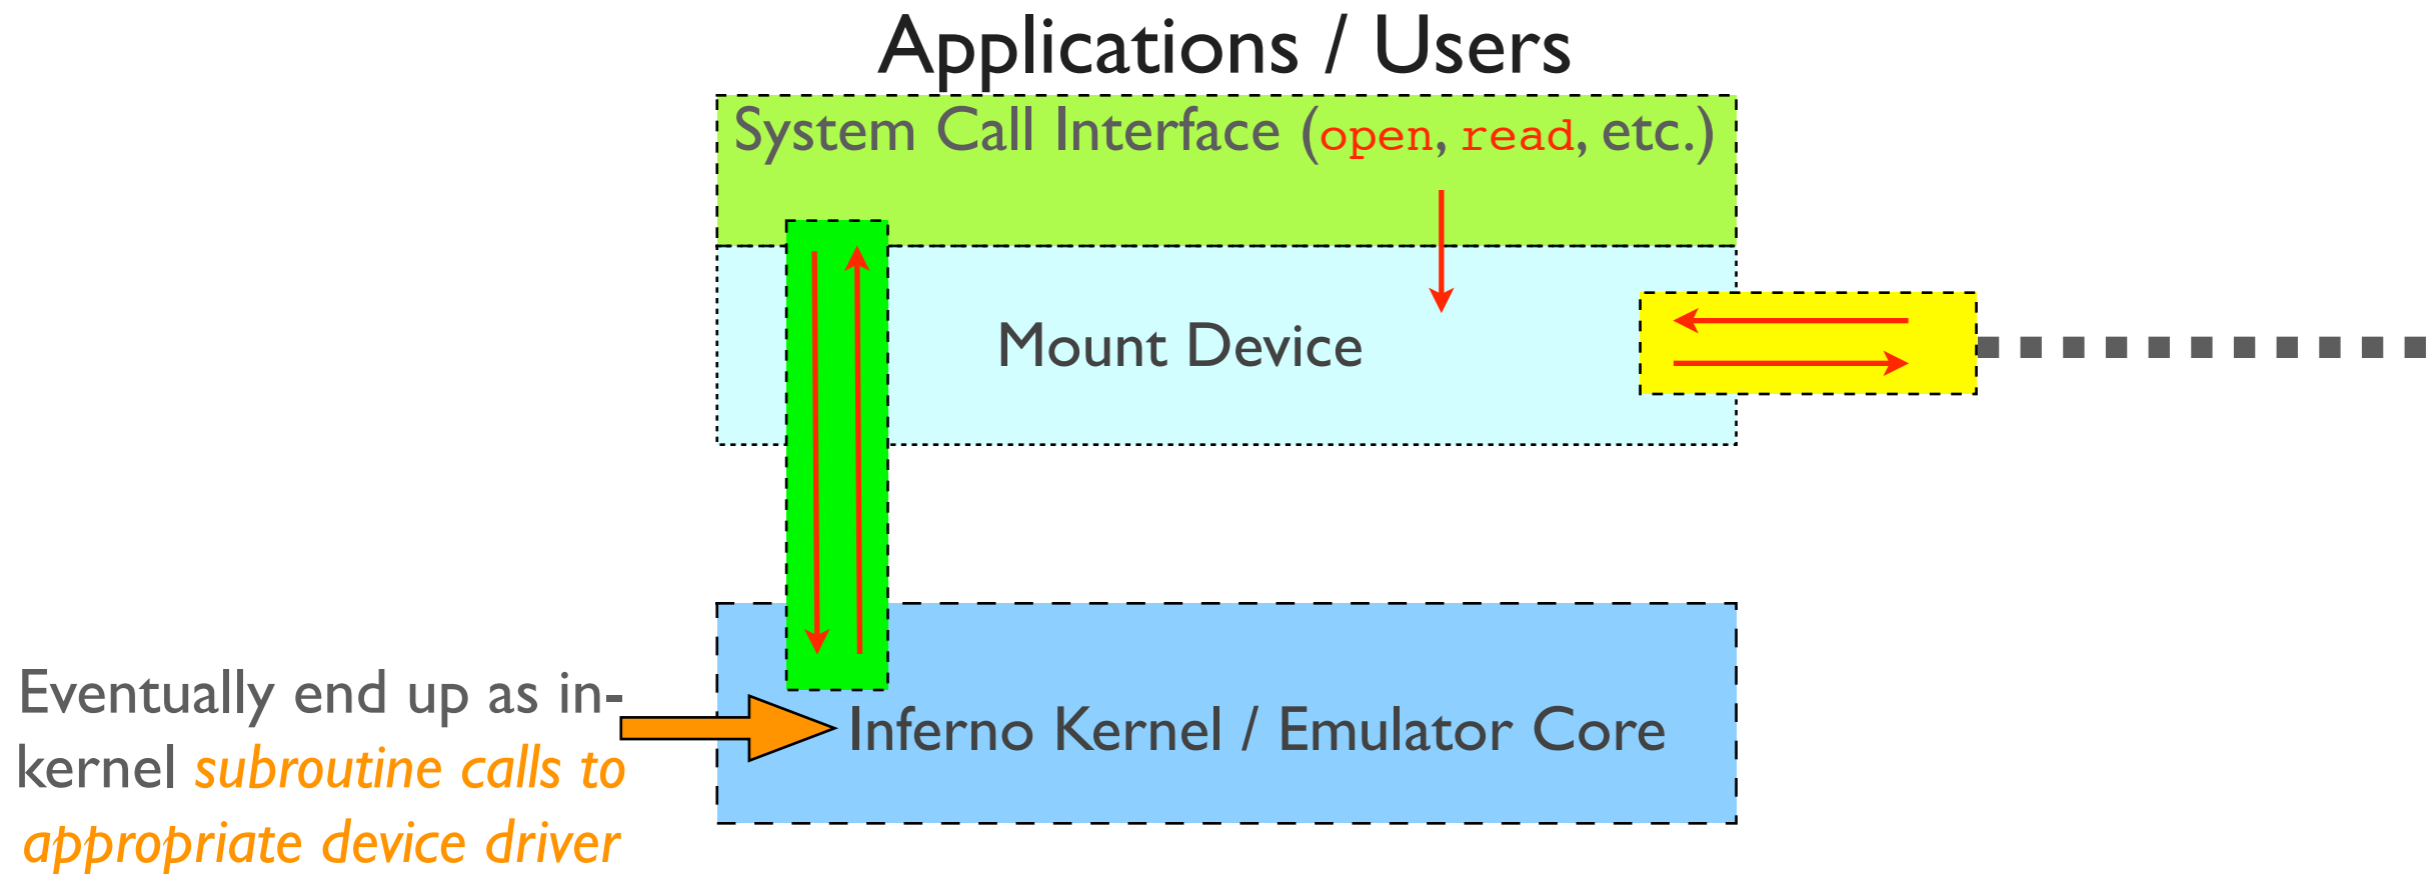 Applications / Users
System Call Interface (open, read, etc.)
Mount Device
Eventually end up as in-
kernel subroutine calls to
appropriate device driver
Inferno Kernel / Emulator Core